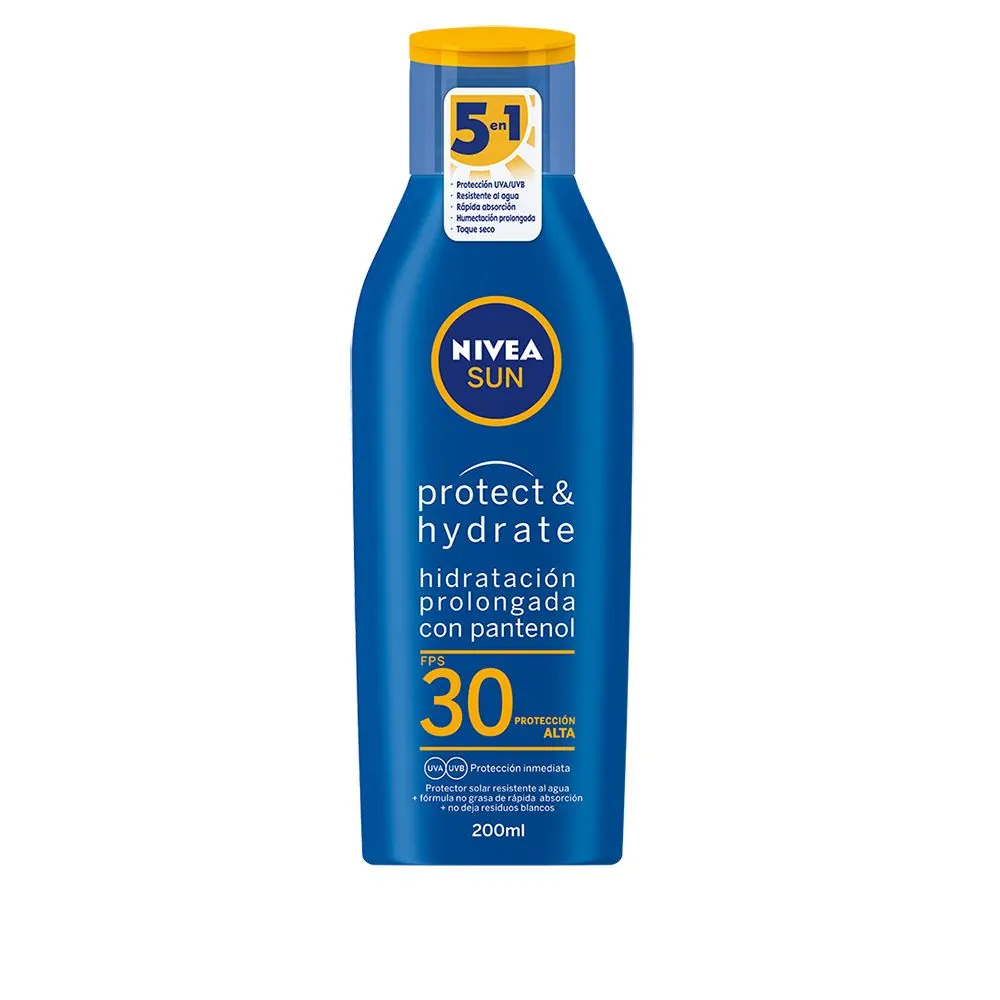 5 en 1
· Protección UVA/UVB
· Resistente al agua
· Rápida absorción
· Humectación prolongada
· Toque seco
NIVEA
SUN
protect &
hydrate
hidratación
prolongada
con pantenol
FPS
30 PROTECCIÓN
ALTA
UVA UVB Protección inmediata
Protector solar resistente al agua
+ fórmula no grasa de rápida absorción
+ no deja residuos blancos
200ml